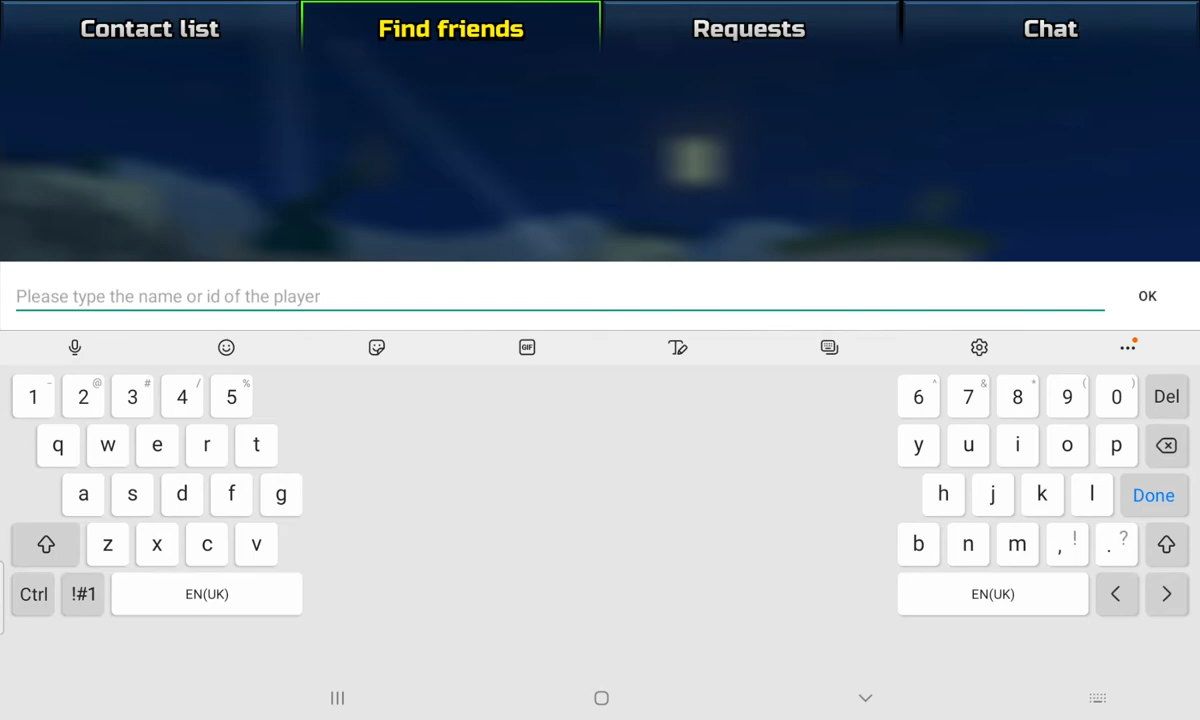 Contact list Find friends Requests Chat
Please type the name or id of the player OK
GIF
1 - 2 @ 3 # 4 / 5 % 6 ^ 7 & 8 * 9 ( 0 ) Del
q w e r t y u i o p
a s d f g h j k l Done
z x c v b n m , ! . ?
Ctrl !#1 EN(UK) EN(UK) < >